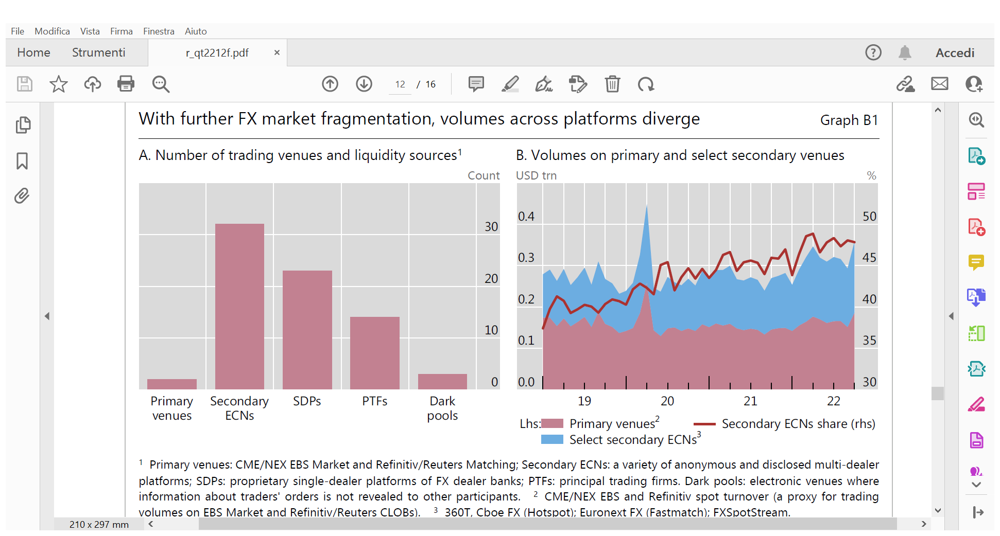 File Modifica Vista Firma Finestra Aiuto
Home Strumenti r_qt2212f.pdf × Accedi
12 / 16
With further FX market fragmentation, volumes across platforms diverge Graph B1
A. Number of trading venues and liquidity sources¹
Count
30
20
10
0
Primary venues
Secondary ECNs
SDPs
PTFs
Dark pools
B. Volumes on primary and select secondary venues
USD trn %
0.4 50
0.3 45
0.2 40
0.1 35
0.0 30
19 20 21 22
Lhs: Primary venues² Secondary ECNs share (rhs)
Select secondary ECNs³
¹ Primary venues: CME/NEX EBS Market and Refinitiv/Reuters Matching; Secondary ECNs: a variety of anonymous and disclosed multi-dealer
platforms; SDPs: proprietary single-dealer platforms of FX dealer banks; PTFs: principal trading firms. Dark pools: electronic venues where
information about traders' orders is not revealed to other participants. ² CME/NEX EBS and Refinitiv spot turnover (a proxy for trading
volumes on EBS Market and Refinitiv/Reuters CLOBs). ³ 360T, Cboe FX (Hotspot); Euronext FX (Fastmatch); FXSpotStream.
210 x 297 mm